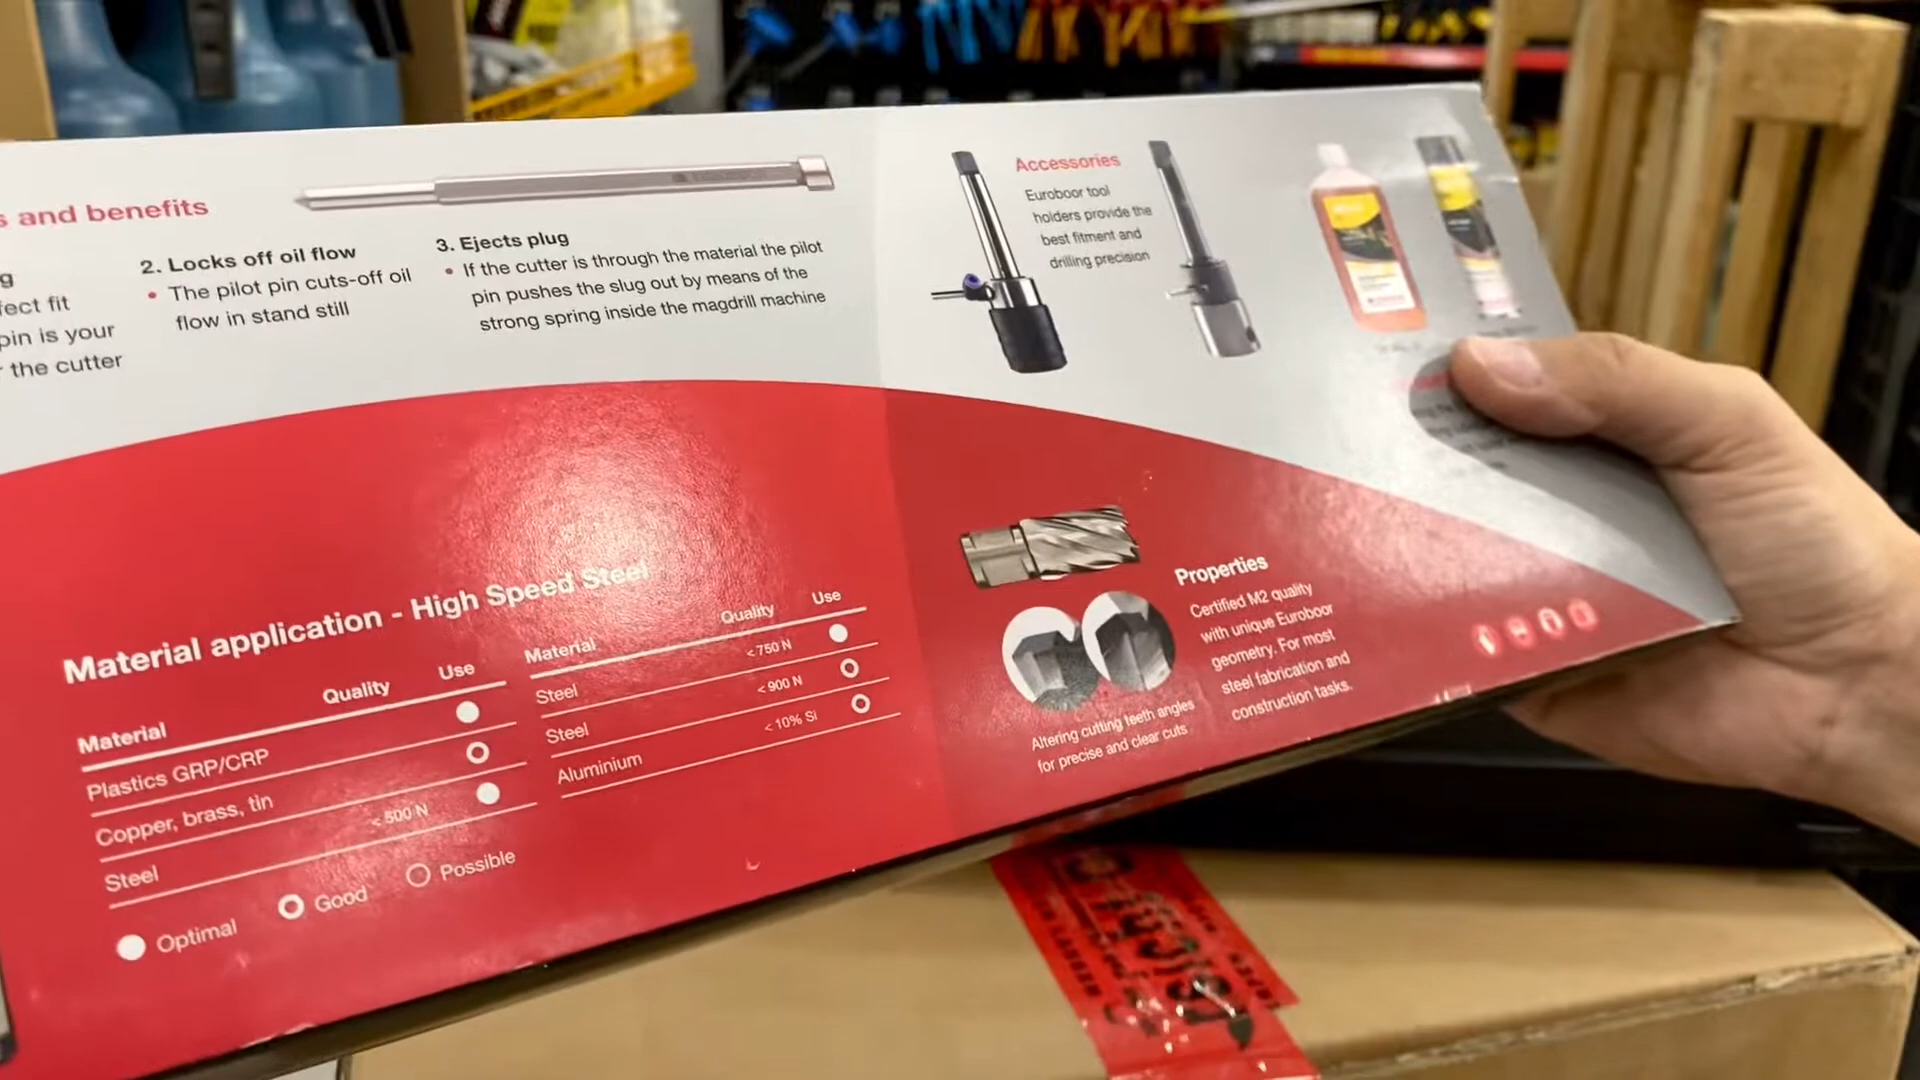 s and benefits
g
fect fit
pin is your
the cutter
2. Locks off oil flow
• The pilot pin cuts-off oil
flow in stand still
3. Ejects plug
• If the cutter is through the material the pilot
pin pushes the slug out by means of the
strong spring inside the magdrill machine
Accessories
Euroboor tool
holders provide the
best fitment and
drilling precision
Material application - High Speed Steel
Material Quality Use
Plastics GRP/CRP
Copper, brass, tin
Steel < 500 N
Optimal Good Possible
Material Quality Use
Steel < 750 N
Steel < 900 N
Aluminium < 10% Si
Properties
Certified M2 quality
with unique Euroboor
geometry. For most
steel fabrication and
construction tasks.
Altering cutting teeth angles
for precise and clear cuts